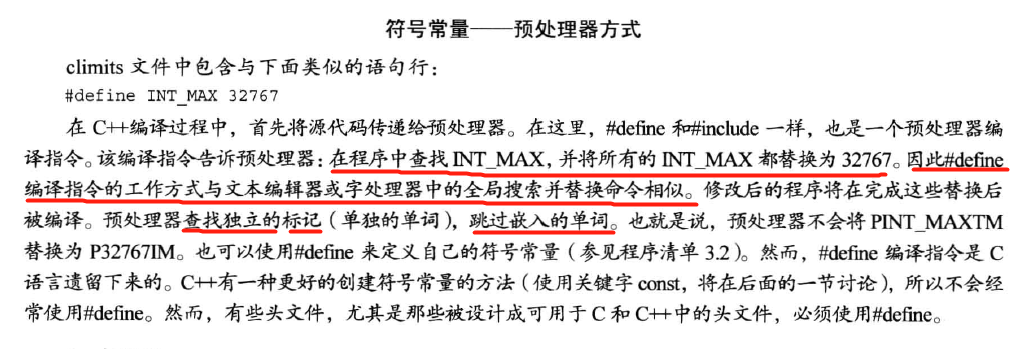 符号常量——预处理器方式
climits 文件中包含与下面类似的语句行：
#define INT_MAX 32767
在 C++编译过程中，首先将源代码传递给预处理器。在这里，#define 和#include 一样，也是一个预处理器编
译指令。该编译指令告诉预处理器：在程序中查找 INT_MAX，并将所有的 INT_MAX 都替换为 32767。因此#define
编译指令的工作方式与文本编辑器或字处理器中的全局搜索并替换命令相似。修改后的程序将在完成这些替换后
被编译。预处理器查找独立的标记（单独的单词），跳过嵌入的单词。也就是说，预处理器不会将 PINT_MAXTM
替换为 P32767IM。也可以使用#define 来定义自己的符号常量（参见程序清单 3.2）。然而，#define 编译指令是 C
语言遗留下来的。C++有一种更好的创建符号常量的方法（使用关键字 const，将在后面的一节讨论），所以不会经
常使用#define。然而，有些头文件，尤其是那些被设计成可用于 C 和 C++中的头文件，必须使用#define。